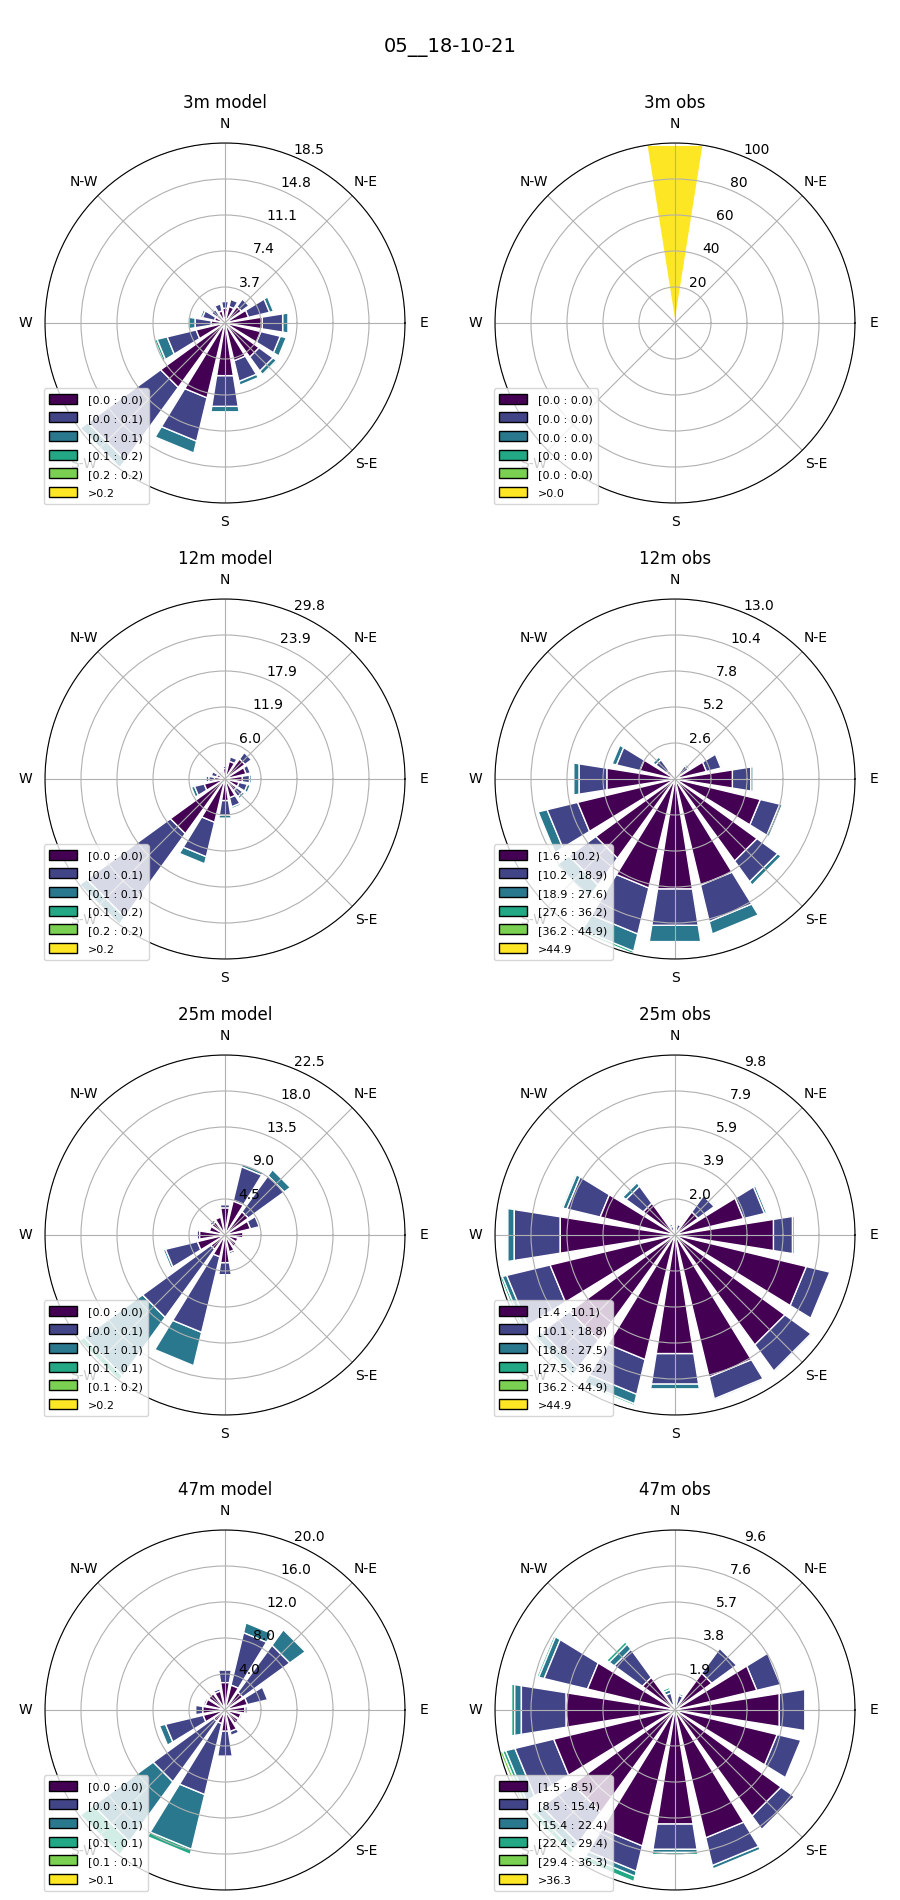 05__18-10-21
3m model
N
N-E
E
S-E
S
S-W
W
N-W
18.5
14.8
11.1
7.4
3.7
[0.0 : 0.0)
[0.0 : 0.1)
[0.1 : 0.1)
[0.1 : 0.2)
[0.2 : 0.2)
>0.2
3m obs
N
N-E
E
S-E
S
S-W
W
N-W
100
80
60
40
20
[0.0 : 0.0)
[0.0 : 0.0)
[0.0 : 0.0)
[0.0 : 0.0)
[0.0 : 0.0)
>0.0
12m model
N
N-E
E
S-E
S
S-W
W
N-W
29.8
23.9
17.9
11.9
6.0
[0.0 : 0.0)
[0.0 : 0.1)
[0.1 : 0.1)
[0.1 : 0.2)
[0.2 : 0.2)
>0.2
12m obs
N
N-E
E
S-E
S
W
N-W
13.0
10.4
7.8
5.2
2.6
[1.6 : 10.2)
[10.2 : 18.9)
[18.9 : 27.6)
[27.6 : 36.2)
[36.2 : 44.9)
>44.9
25m model
N
N-E
E
S-E
S
S-W
W
N-W
22.5
18.0
13.5
9.0
4.5
[0.0 : 0.0)
[0.0 : 0.1)
[0.1 : 0.1)
[0.1 : 0.1)
[0.1 : 0.2)
>0.2
25m obs
N
N-E
E
S-E
S
W
N-W
9.8
7.9
5.9
3.9
2.0
[1.4 : 10.1)
[10.1 : 18.8)
[18.8 : 27.5)
[27.5 : 36.2)
[36.2 : 44.9)
>44.9
47m model
N
N-E
E
S-E
S-W
W
N-W
20.0
16.0
12.0
8.0
4.0
[0.0 : 0.0)
[0.0 : 0.1)
[0.1 : 0.1)
[0.1 : 0.1)
[0.1 : 0.1)
>0.1
47m obs
N
N-E
E
S-E
W
N-W
9.6
7.6
5.7
3.8
1.9
[1.5 : 8.5)
[8.5 : 15.4)
[15.4 : 22.4)
[22.4 : 29.4)
[29.4 : 36.3)
>36.3